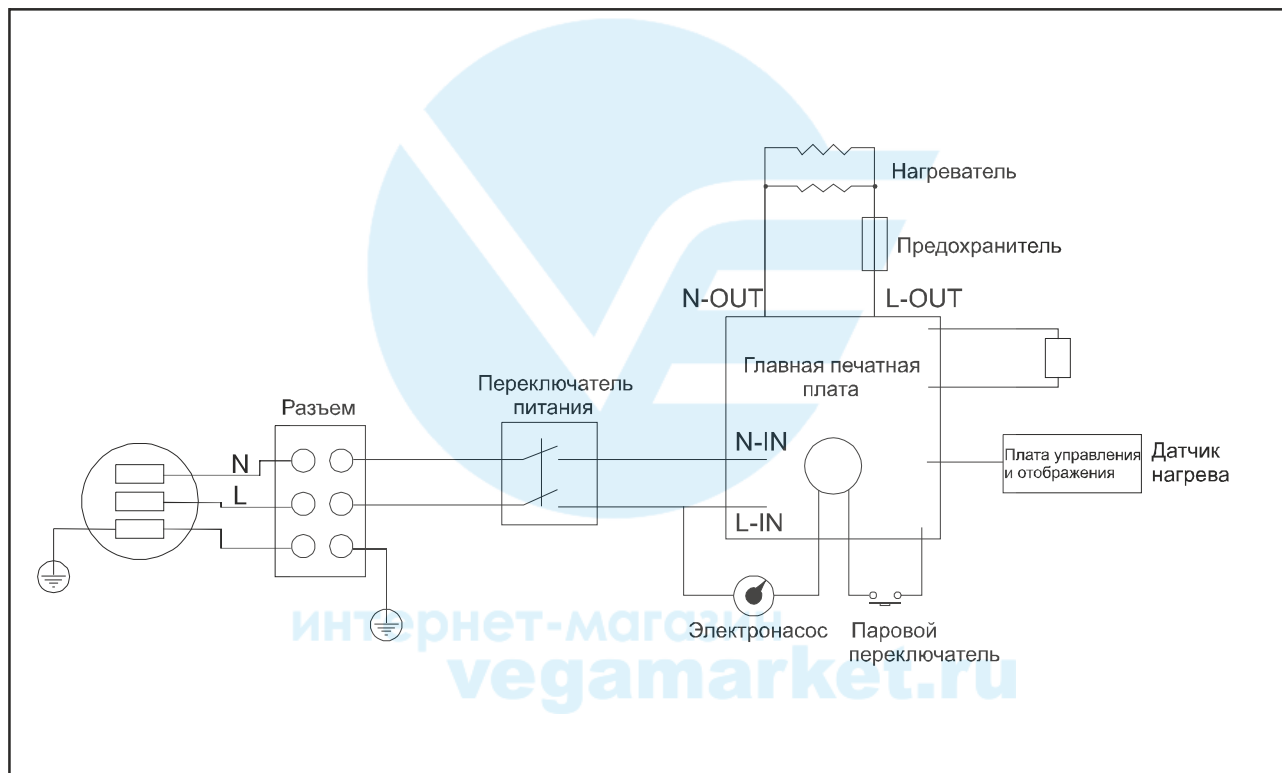 Нагреватель
Предохранитель
N-OUT
L-OUT
Главная печатная
плата
Переключатель
питания
Разъем
N
L
N-IN
L-IN
Плата управления
и отображения
Датчик
нагрева
Электронасос
Паровой
переключатель
интернет-магазин
vegamarket.ru